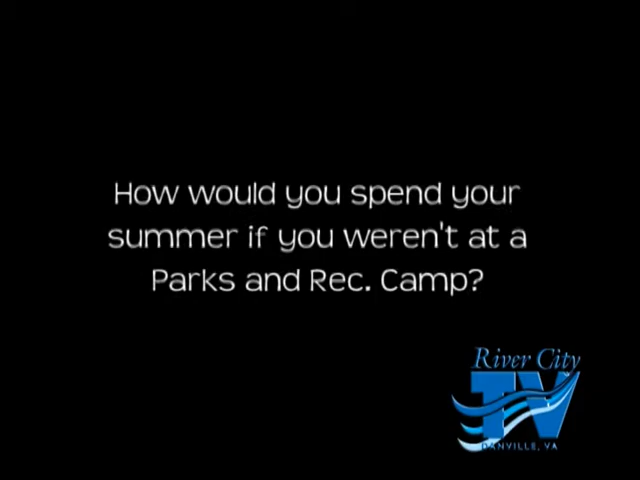 How would you spend your
summer if you weren't at a
Parks and Rec. Camp?
River City
TV
DANVILLE, VA